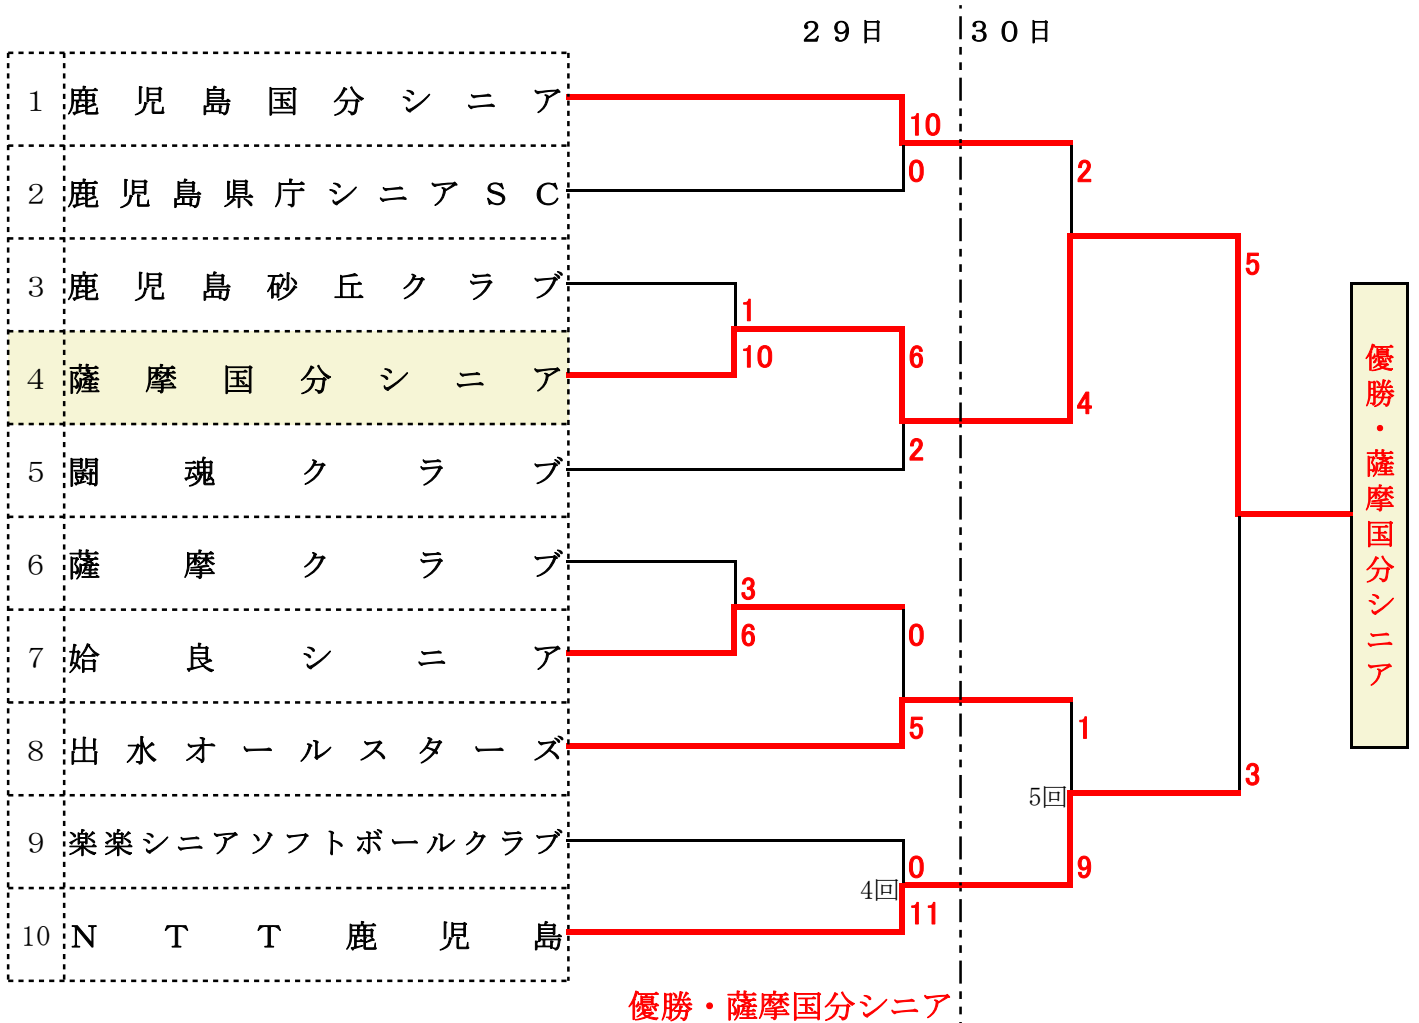 ２９日 ３０日
1 鹿児島国分シニア
10
2 鹿児島県庁シニアＳＣ
0
2
3 鹿児島砂丘クラブ
1
5
4 薩摩国分シニア
10
6
4
5 闘魂クラブ
2
6 薩摩クラブ
3
7 姶良シニア
6
0
8 出水オールスターズ
5
1
3
5回
9 楽楽シニアソフトボールクラブ
0
9
4回
10 ＮＴＴ鹿児島
11
優勝・薩摩国分シニア
優勝・薩摩国分シニア